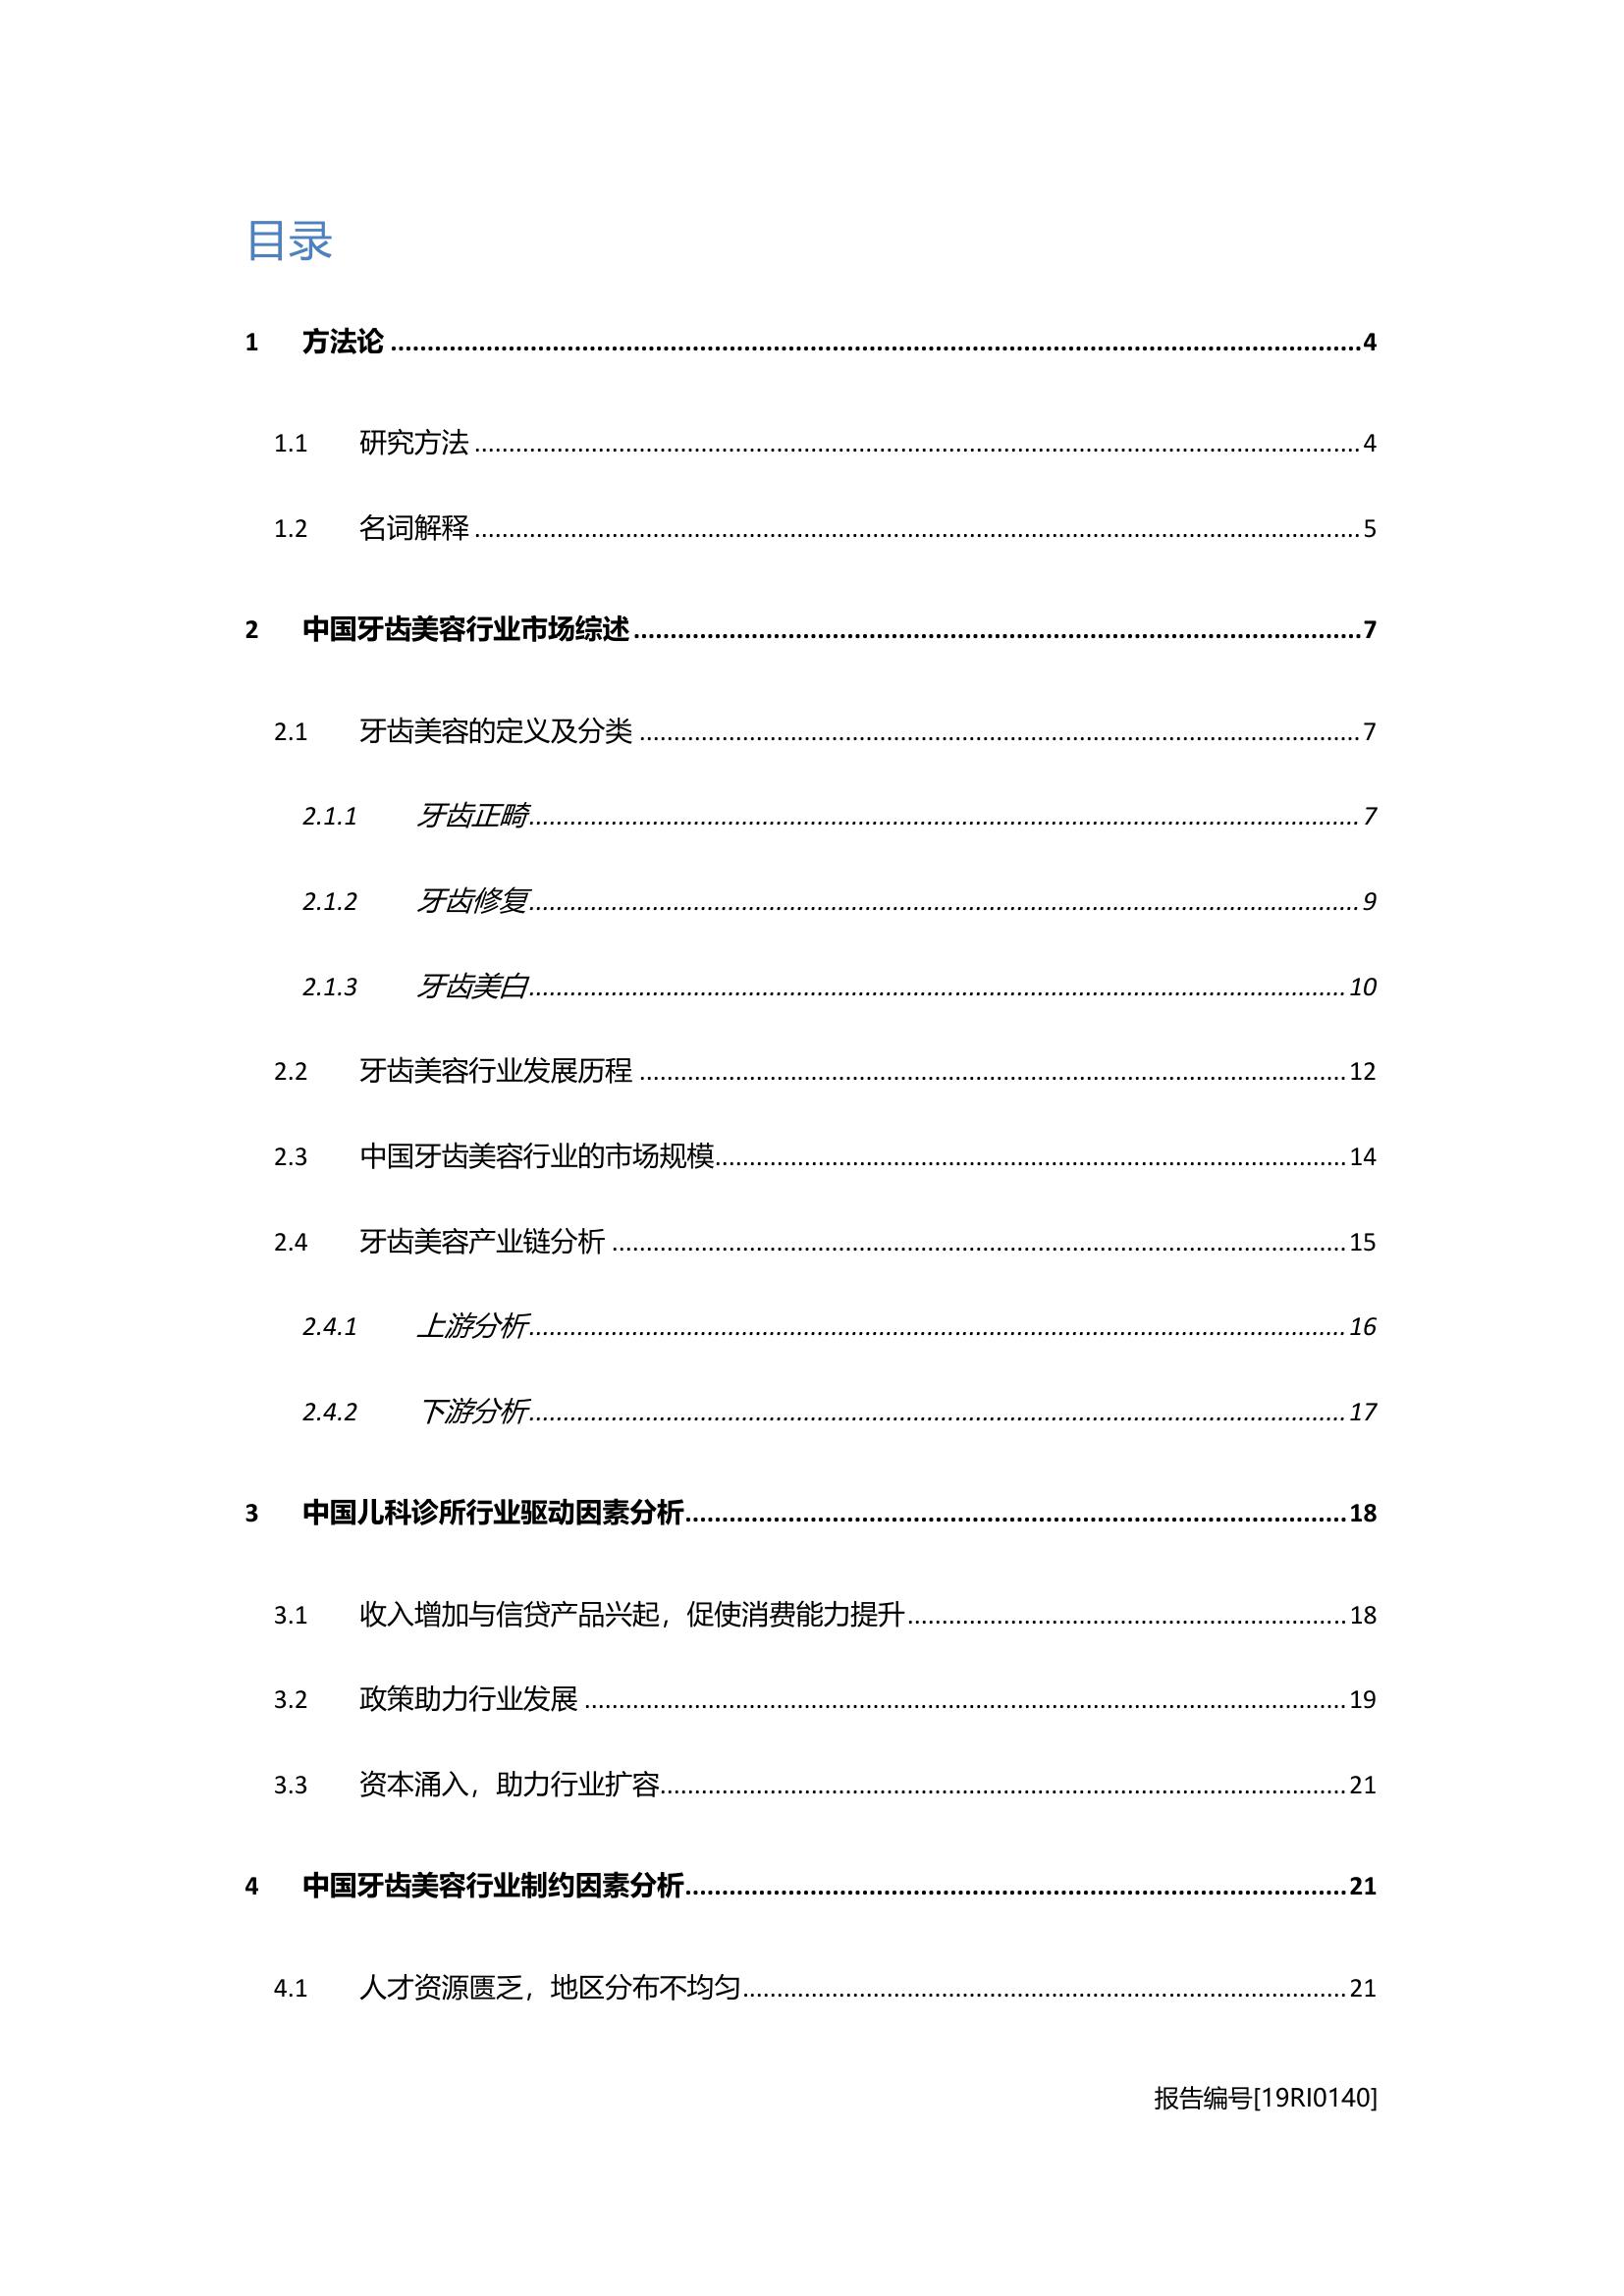 目录
1 方法论 4
1.1 研究方法 4
1.2 名词解释 5
2 中国牙齿美容行业市场综述 7
2.1 牙齿美容的定义及分类 7
2.1.1 牙齿正畸 7
2.1.2 牙齿修复 9
2.1.3 牙齿美白 10
2.2 牙齿美容行业发展历程 12
2.3 中国牙齿美容行业的市场规模 14
2.4 牙齿美容产业链分析 15
2.4.1 上游分析 16
2.4.2 下游分析 17
3 中国儿科诊所行业驱动因素分析 18
3.1 收入增加与信贷产品兴起，促使消费能力提升 18
3.2 政策助力行业发展 19
3.3 资本涌入，助力行业扩容 21
4 中国牙齿美容行业制约因素分析 21
4.1 人才资源匮乏，地区分布不均匀 21
报告编号[19RI0140]